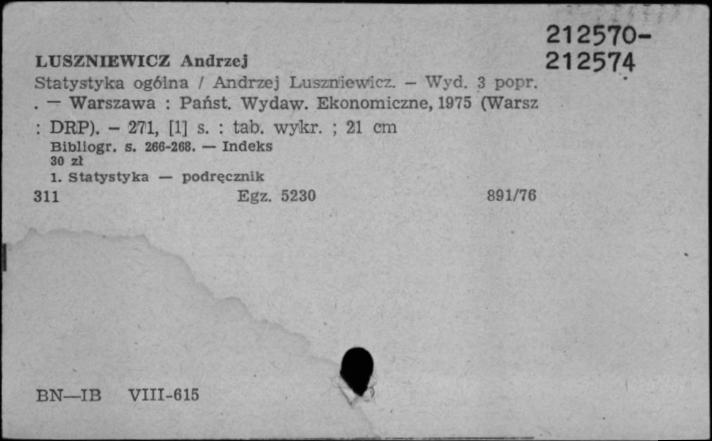 212570-
212574
LUSZNIEWICZ Andrzej
Statystyka ogólna / Andrzej Luszniewicz. — Wyd. 3 popr.
. — Warszawa : Państ. Wydaw. Ekonomiczne, 1975 (Warsz
: DRP). — 271, [1] s. : tab. wykr. ; 21 cm
Bibliogr. s. 266-268. — Indeks
30 zł
1. Statystyka — podręcznik
311 Egz. 5230 891/76
BN—IB VIII-615